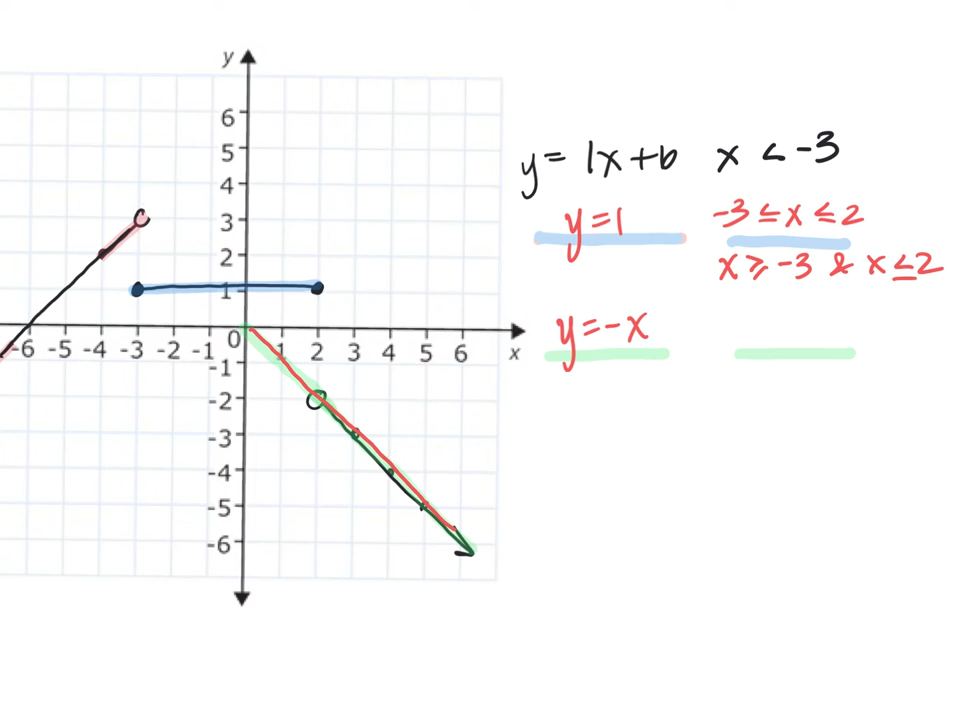 y
6
5
4
3
2
1
-6 -5 -4 -3 -2 -1 0 1 2 3 4 5 6 x
-1
-2
-3
-4
-5
-6
y = 1x + 6 x < -3
y = 1 -3 ≤ x ≤ 2
x ≥ -3 & x ≤ 2
y = -x